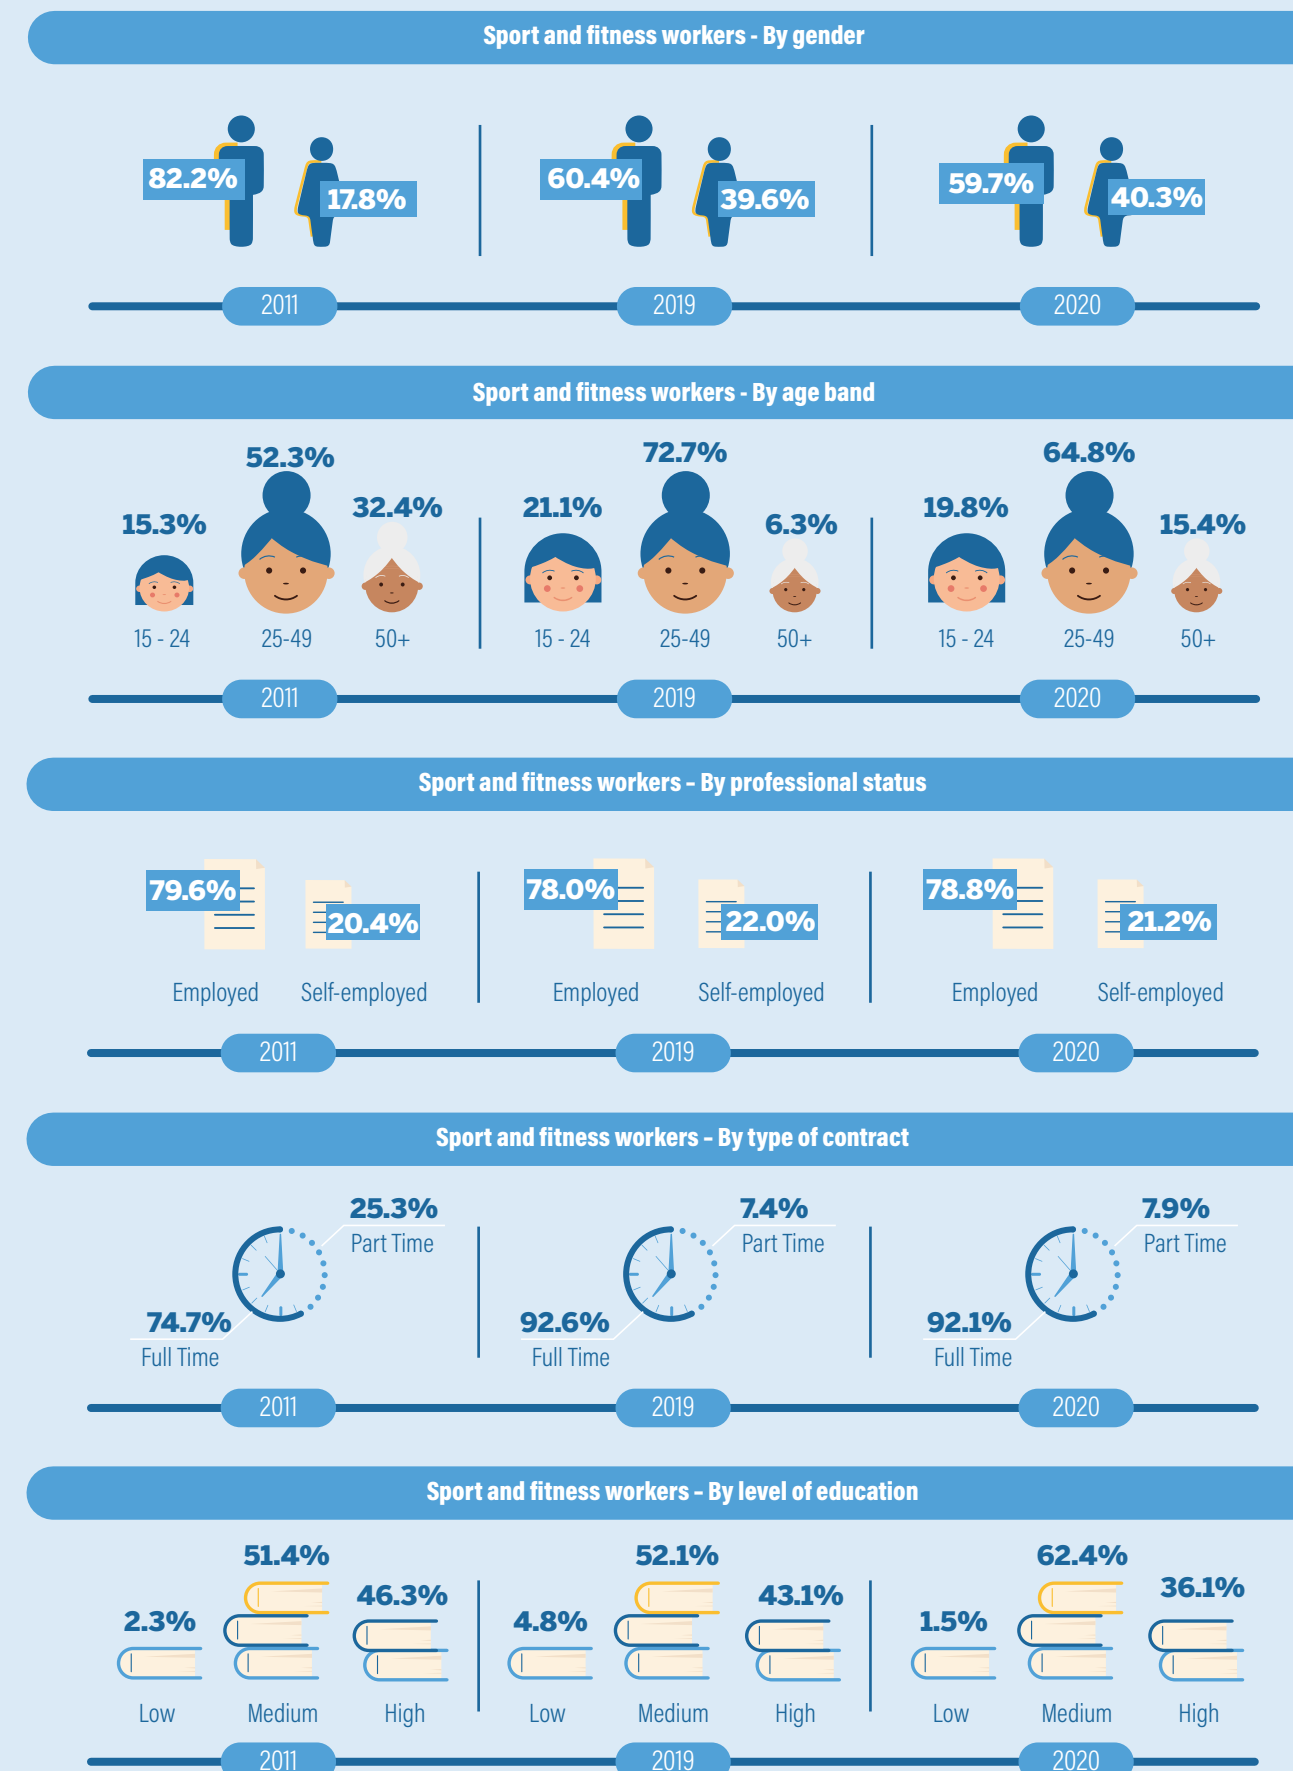 Sport and fitness workers - By gender
82.2% 17.8% 60.4% 39.6% 59.7% 40.3%
2011 2019 2020
Sport and fitness workers - By age band
52.3% 72.7% 64.8%
15.3% 32.4% 21.1% 6.3% 19.8% 15.4%
15 - 24 25-49 50+ 15 - 24 25-49 50+ 15 - 24 25-49 50+
2011 2019 2020
Sport and fitness workers – By professional status
79.6% 20.4% 78.0% 22.0% 78.8% 21.2%
Employed Self-employed Employed Self-employed Employed Self-employed
2011 2019 2020
Sport and fitness workers – By type of contract
25.3% 7.4% 7.9%
Part Time Part Time Part Time
74.7% 92.6% 92.1%
Full Time Full Time Full Time
2011 2019 2020
Sport and fitness workers – By level of education
51.4% 52.1% 62.4%
2.3% 46.3% 4.8% 43.1% 1.5% 36.1%
Low Medium High Low Medium High Low Medium High
2011 2019 2020